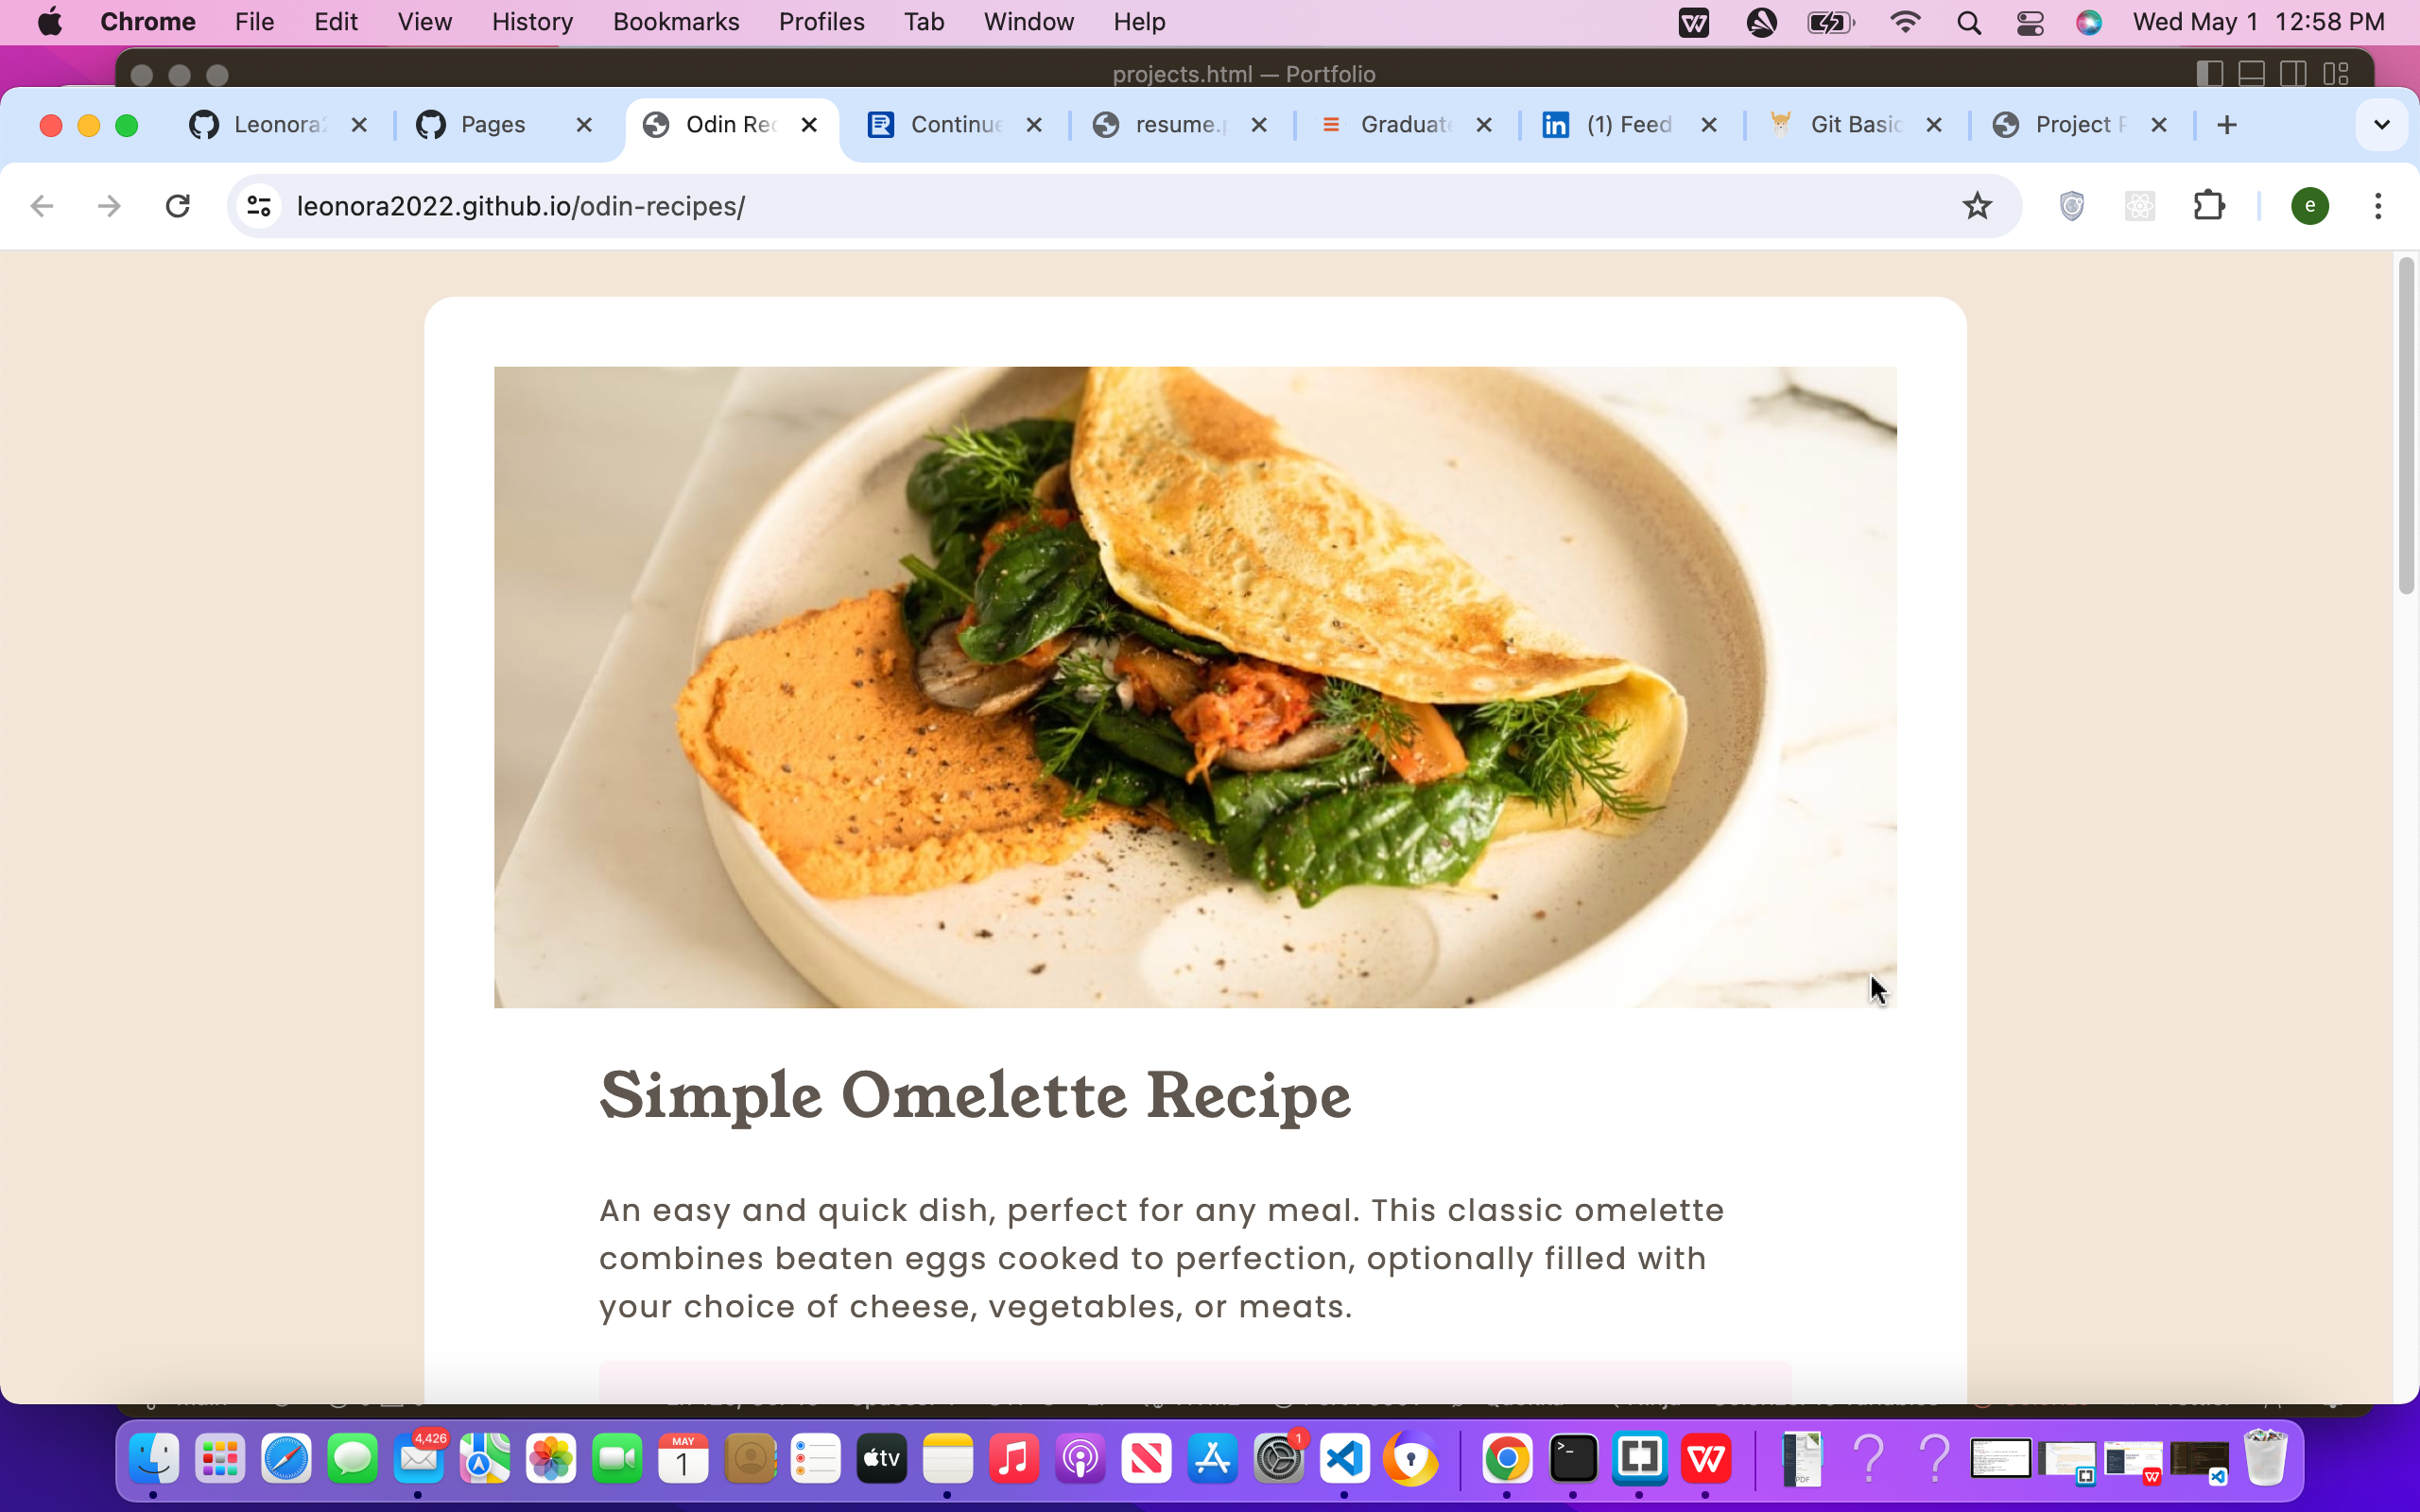 Chrome File Edit View History Bookmarks Profiles Tab Window Help Wed May 1 12:58 PM
projects.html — Portfolio
Leonora2 Pages Odin Rec Continue resume.p Graduate (1) Feed Git Basic Project
leonora2022.github.io/odin-recipes/
e
Simple Omelette Recipe
An easy and quick dish, perfect for any meal. This classic omelette
combines beaten eggs cooked to perfection, optionally filled with
your choice of cheese, vegetables, or meats.
4,426
MAY
1
tv
1
PDF